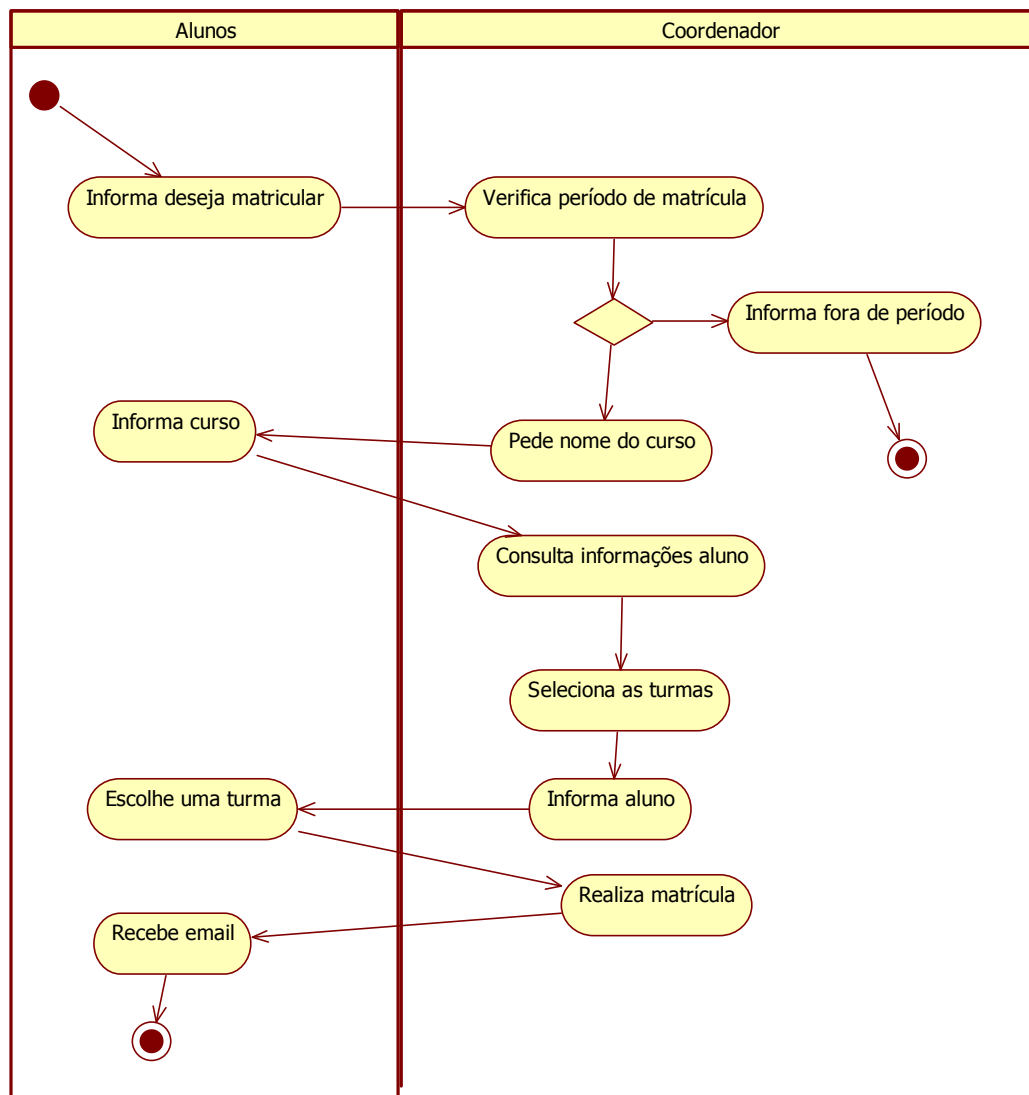 Alunos
Coordenador
Informa deseja matricular
Verifica período de matrícula
Informa fora de período
Informa curso
Pede nome do curso
Consulta informações aluno
Seleciona as turmas
Escolhe uma turma
Informa aluno
Realiza matrícula
Recebe email